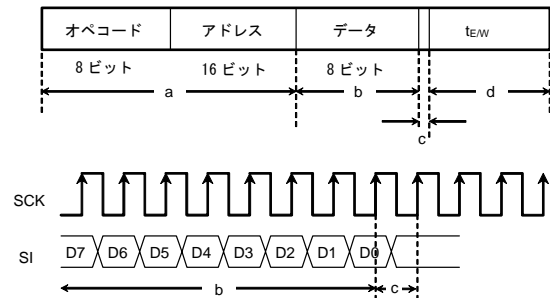 オペコード アドレス データ tE/W
8 ビット 16 ビット 8 ビット
a b d
c
SCK
SI D7 D6 D5 D4 D3 D2 D1 D0
b c